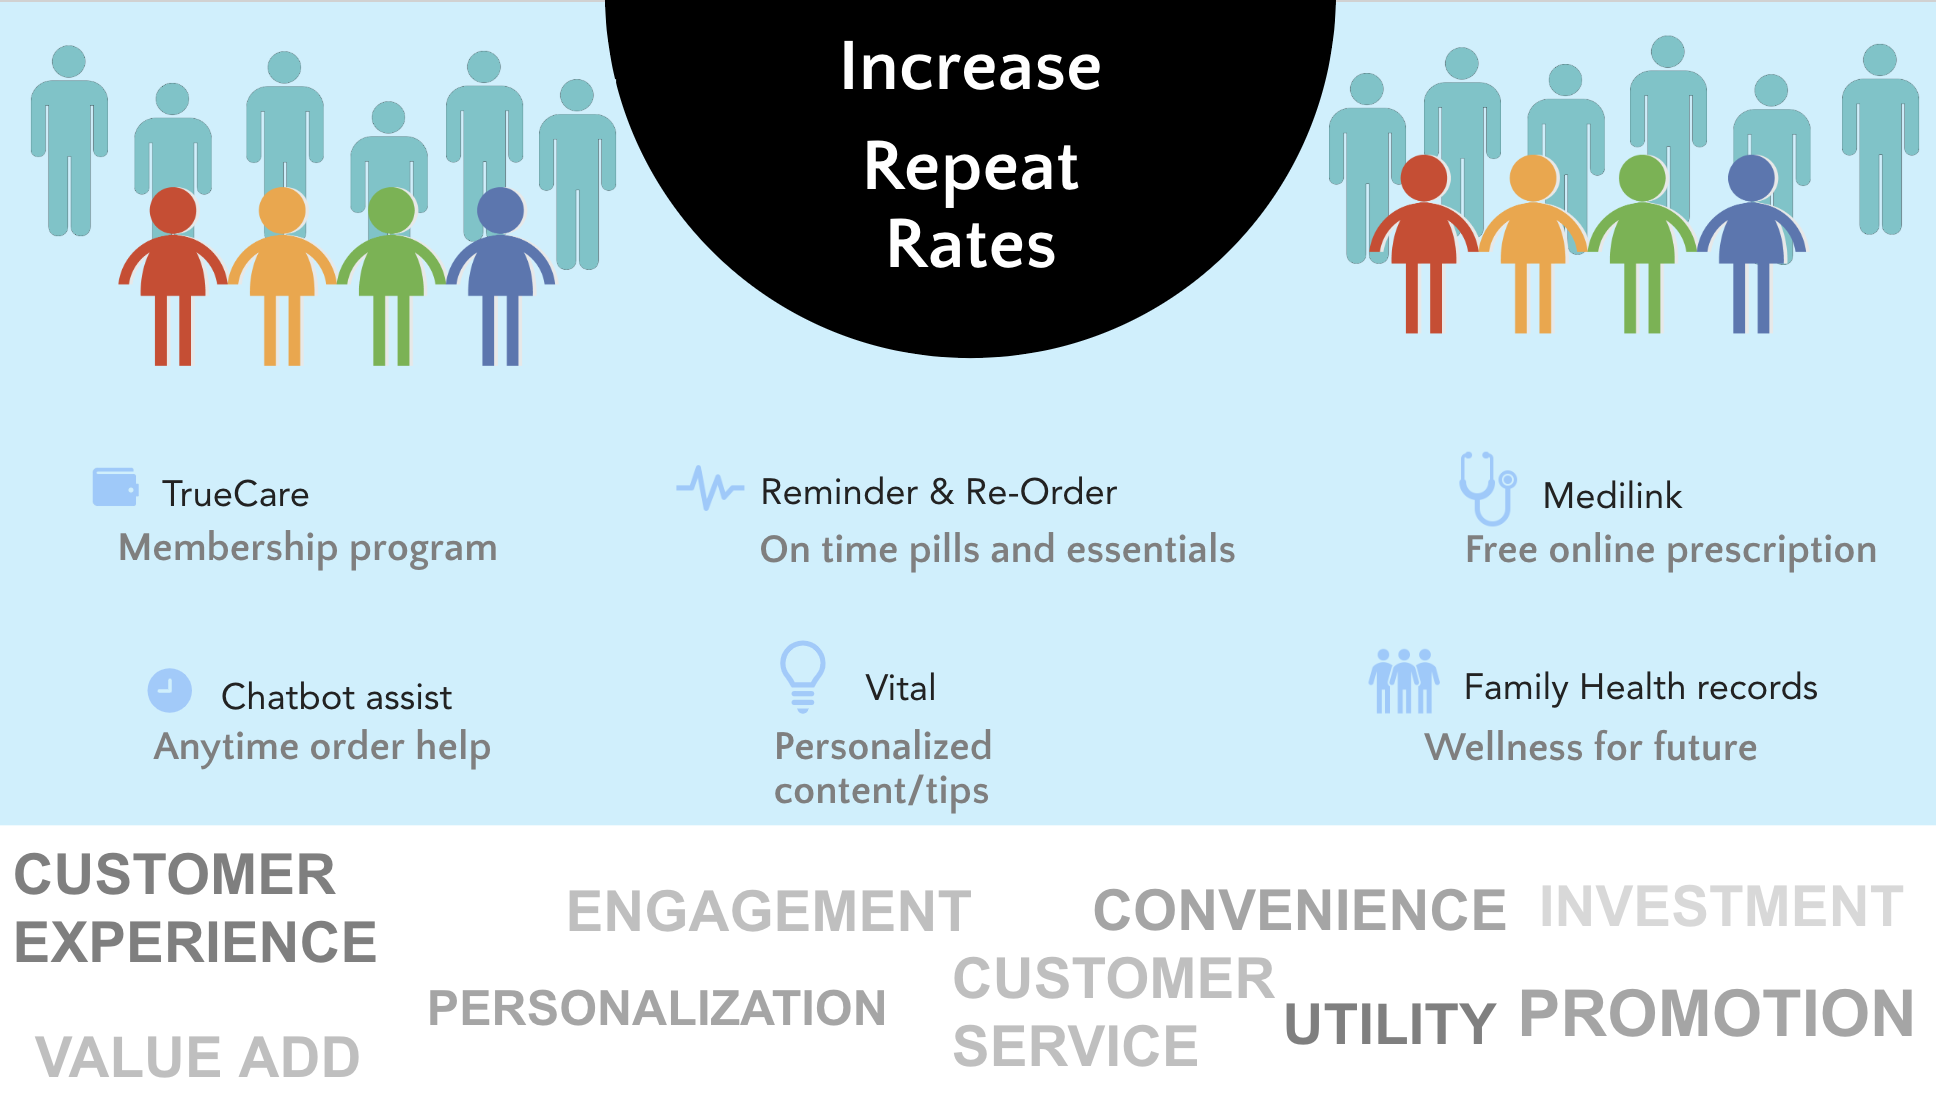 Increase
Repeat
Rates
TrueCare
Membership program
Reminder & Re-Order
On time pills and essentials
Medilink
Free online prescription
Chatbot assist
Anytime order help
Vital
Personalized
content/tips
Family Health records
Wellness for future
CUSTOMER
EXPERIENCE
ENGAGEMENT
CONVENIENCE
INVESTMENT
VALUE ADD
PERSONALIZATION
CUSTOMER
SERVICE
UTILITY
PROMOTION